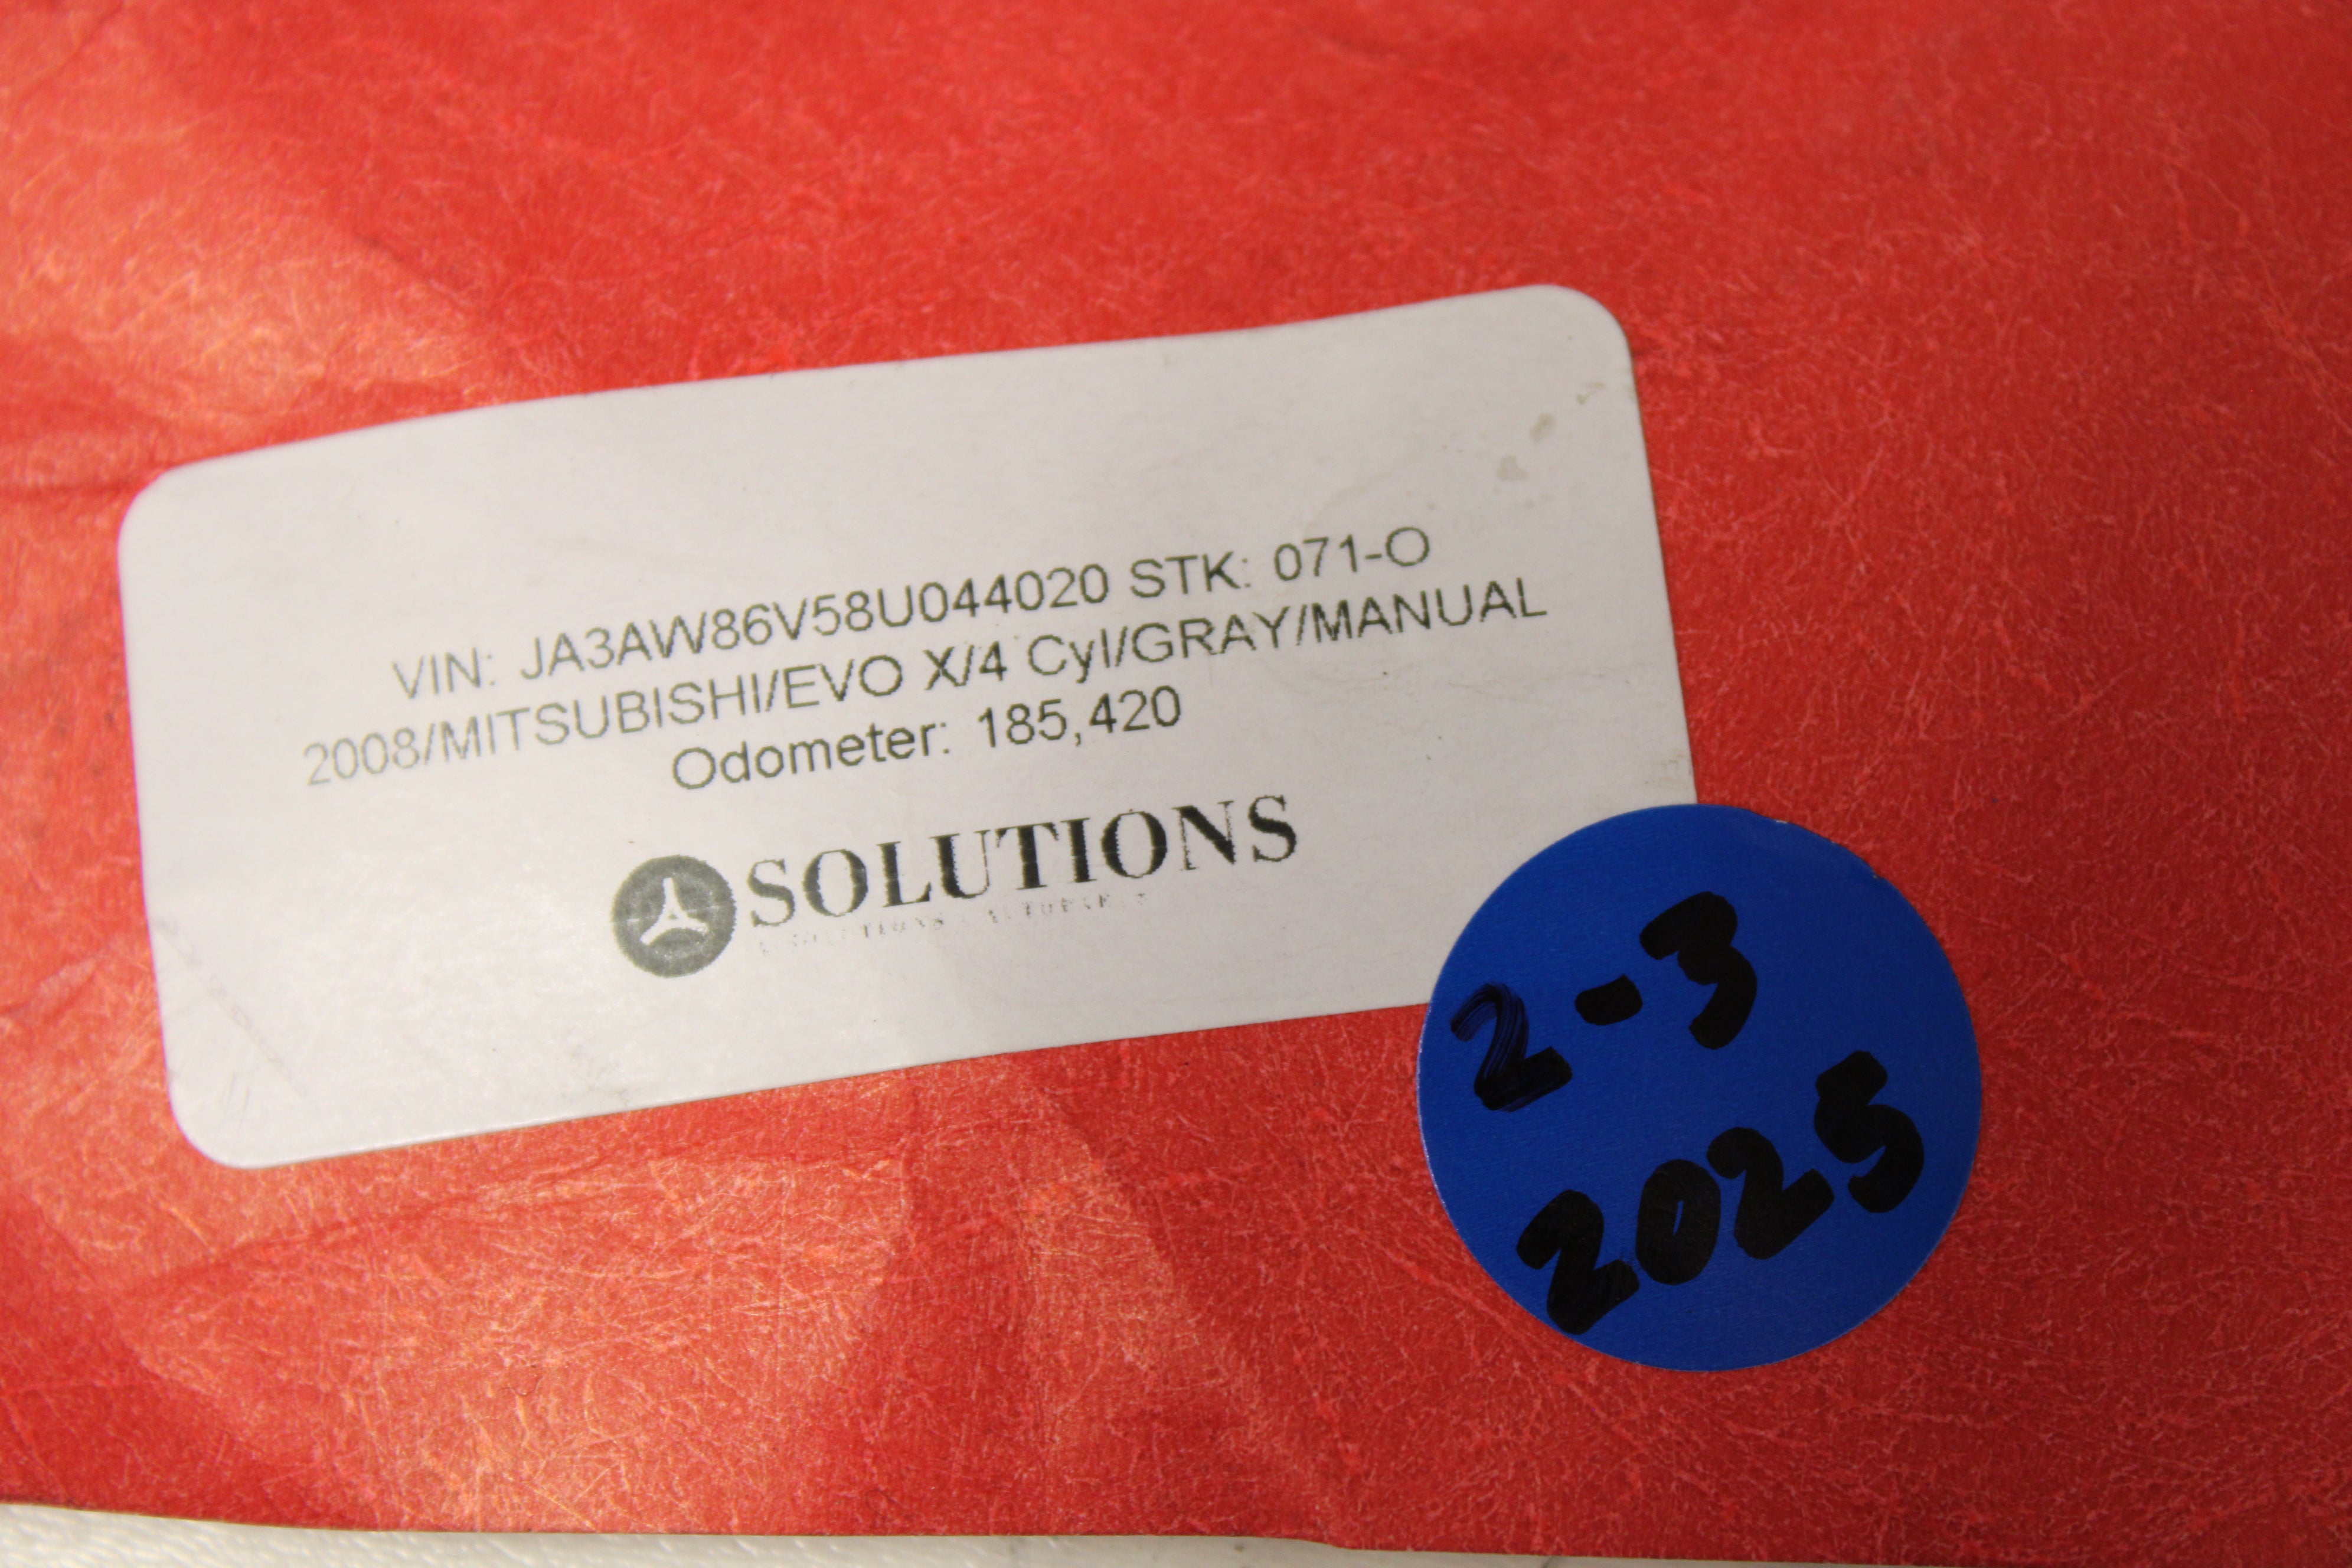 VIN: JA3AW86V58U044020 STK: 071-O
2008/MITSUBISHI/EVO X/4 Cyl/GRAY/MANUAL
Odometer: 185,420
SOLUTIONS
2-3
2025